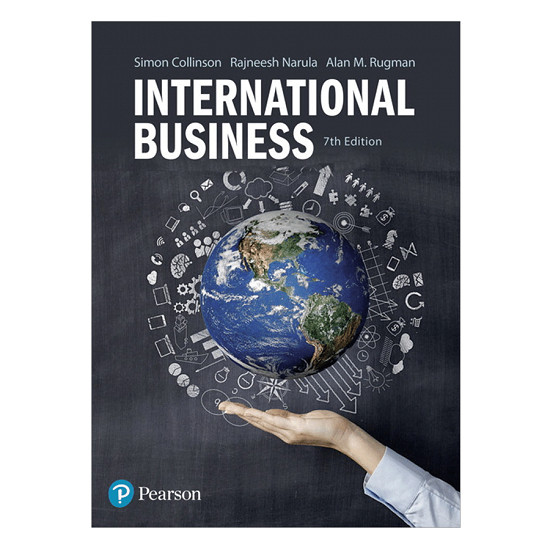 Simon Collinson Rajneesh Narula Alan M. Rugman
INTERNATIONAL
BUSINESS
7th Edition
Pearson